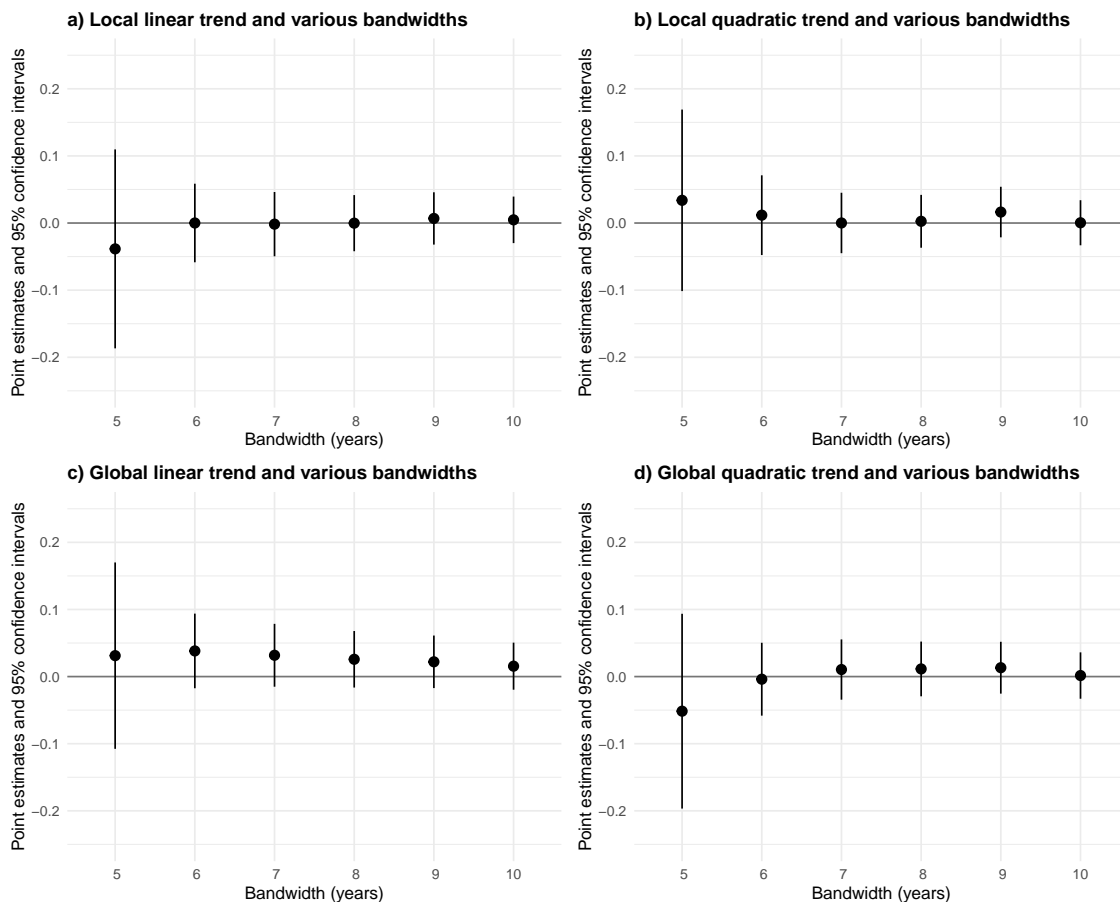 a) Local linear trend and various bandwidths
Point estimates and 95% confidence intervals
0.2
0.1
0.0
−0.1
−0.2
5 6 7 8 9 10
Bandwidth (years)
b) Local quadratic trend and various bandwidths
Point estimates and 95% confidence intervals
0.2
0.1
0.0
−0.1
−0.2
5 6 7 8 9 10
Bandwidth (years)
c) Global linear trend and various bandwidths
Point estimates and 95% confidence intervals
0.2
0.1
0.0
−0.1
−0.2
5 6 7 8 9 10
Bandwidth (years)
d) Global quadratic trend and various bandwidths
Point estimates and 95% confidence intervals
0.2
0.1
0.0
−0.1
−0.2
5 6 7 8 9 10
Bandwidth (years)